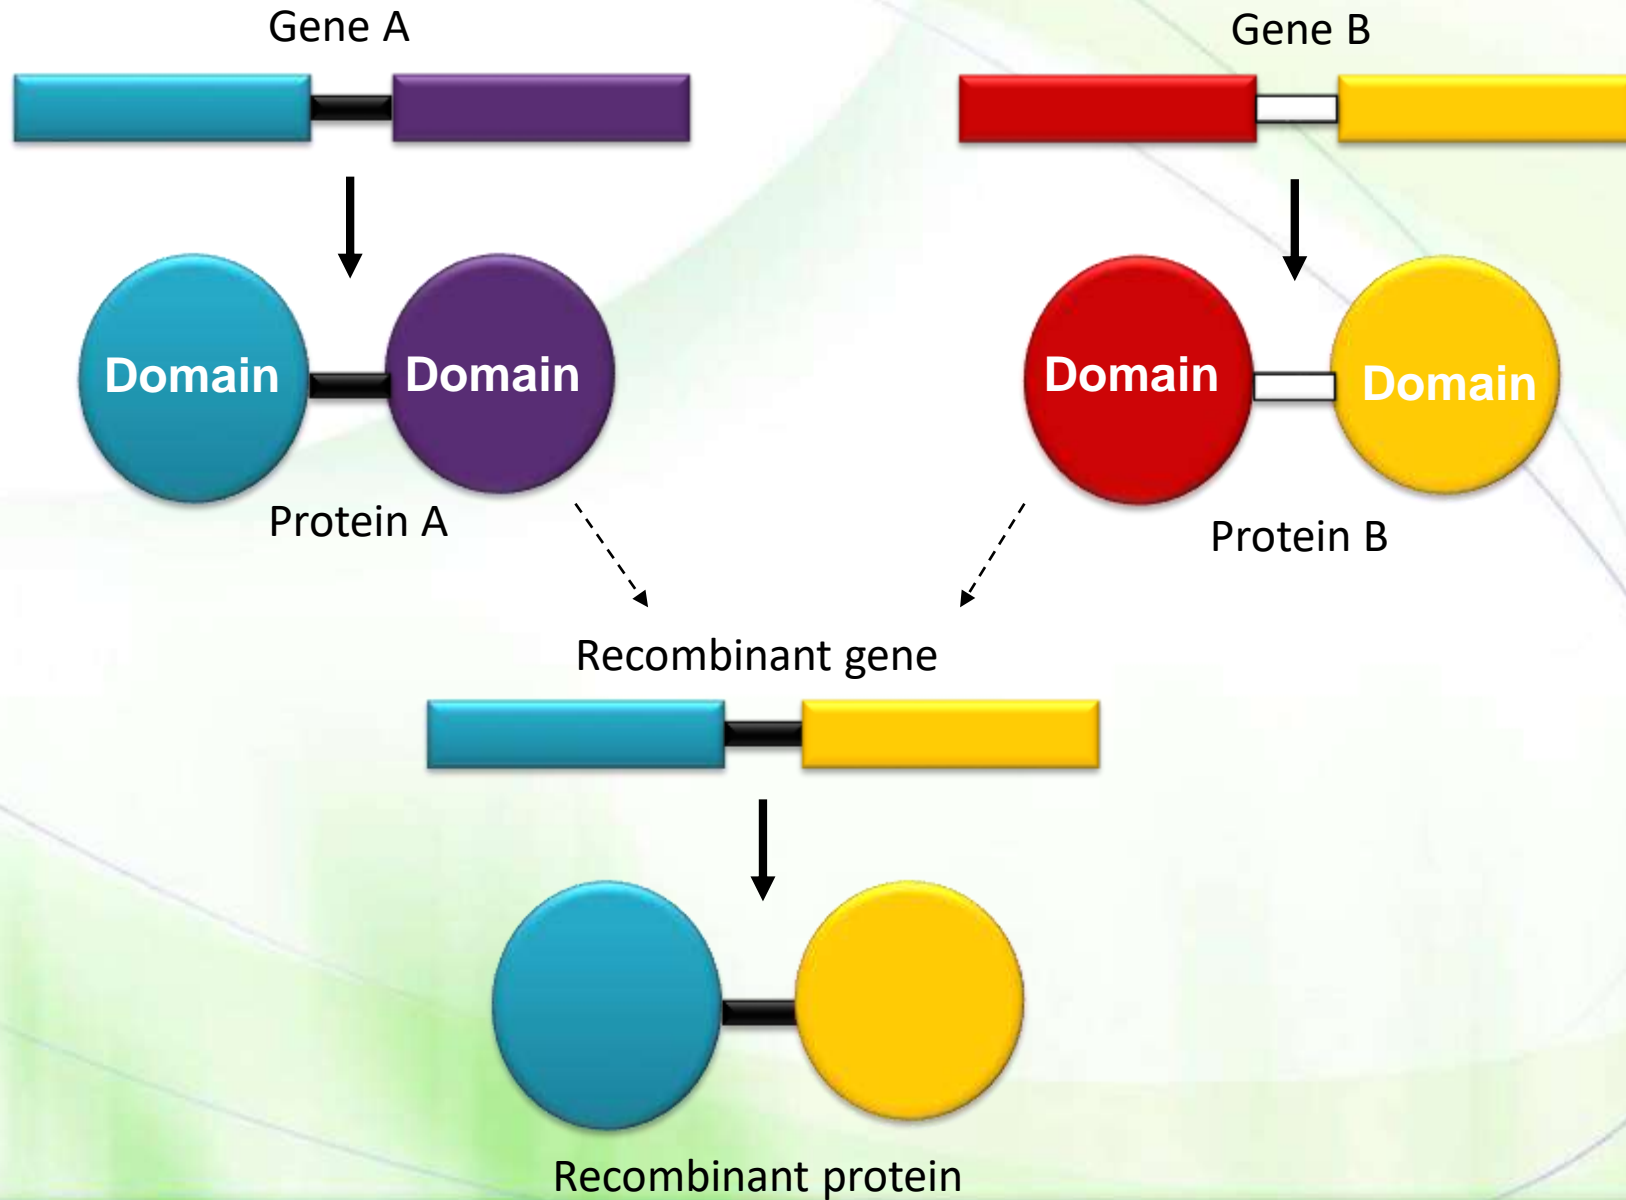 Gene A
Gene B
Domain
Domain
Domain
Domain
Protein A
Protein B
Recombinant gene
Recombinant protein